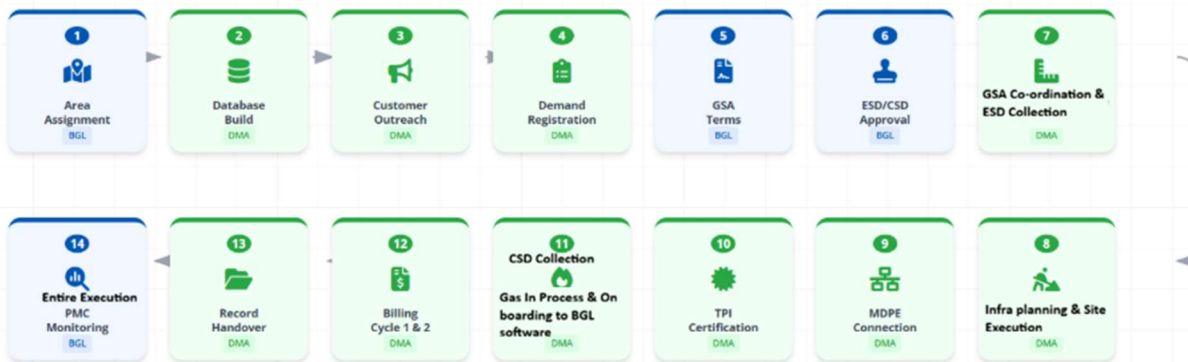 1
Area
Assignment
BGL
2
Database
Build
DMA
3
Customer
Outreach
DMA
4
Demand
Registration
DMA
5
GSA
Terms
BGL
6
ESD/CSD
Approval
BGL
7
GSA Co-ordination &
ESD Collection
DMA
14
Entire Execution
PMC
Monitoring
BGL
13
Record
Handover
DMA
12
Billing
Cycle 1 & 2
DMA
11
CSD Collection
Gas In Process & On
boarding to BGL
software
DMA
10
TPI
Certification
DMA
9
MDPE
Connection
DMA
8
Infra planning & Site
Execution
DMA